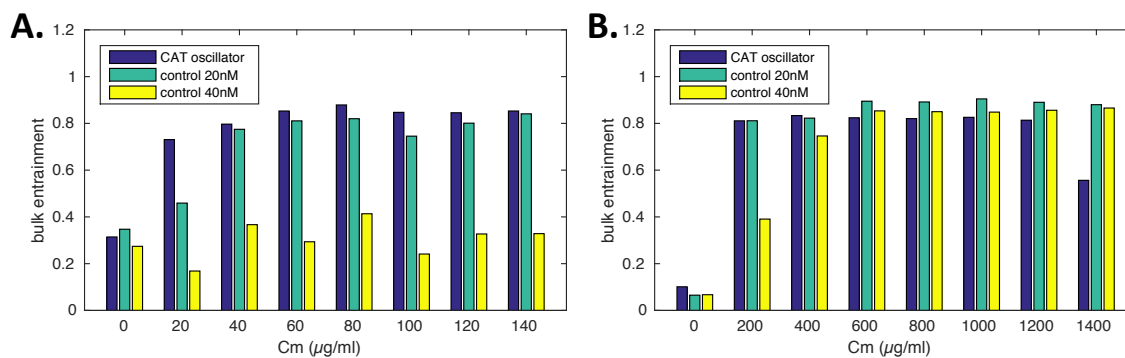 A.
1.2
1
0.8
0.6
0.4
0.2
0
bulk entrainment
CAT oscillator
control 20nM
control 40nM
0 20 40 60 80 100 120 140
Cm (µg/ml)
B.
1.2
1
0.8
0.6
0.4
0.2
0
bulk entrainment
CAT oscillator
control 20nM
control 40nM
0 200 400 600 800 1000 1200 1400
Cm (µg/ml)